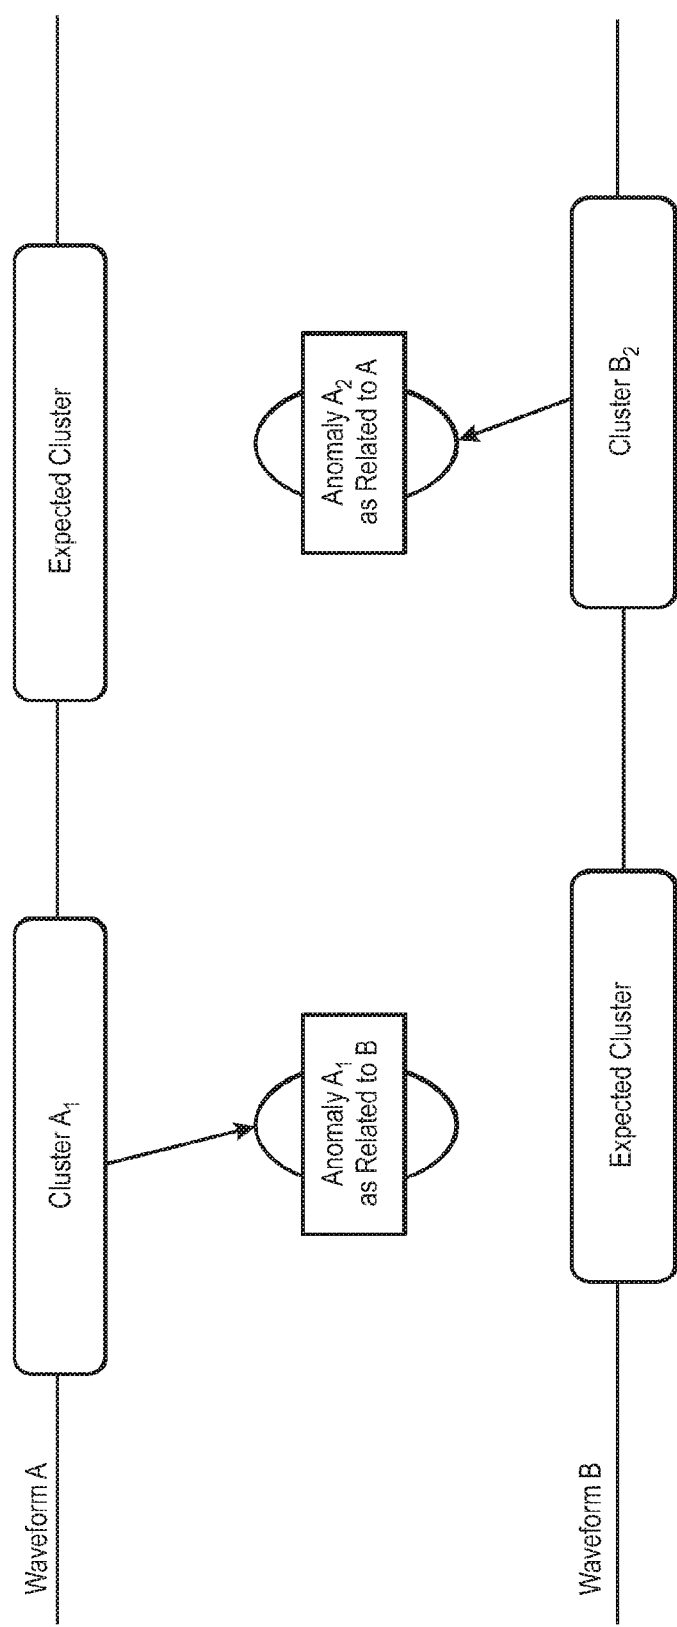 Waveform A
Cluster A₁
Expected Cluster
Anomaly A₁
as Related to B
Anomaly A₂
as Related to A
Waveform B
Expected Cluster
Cluster B₂